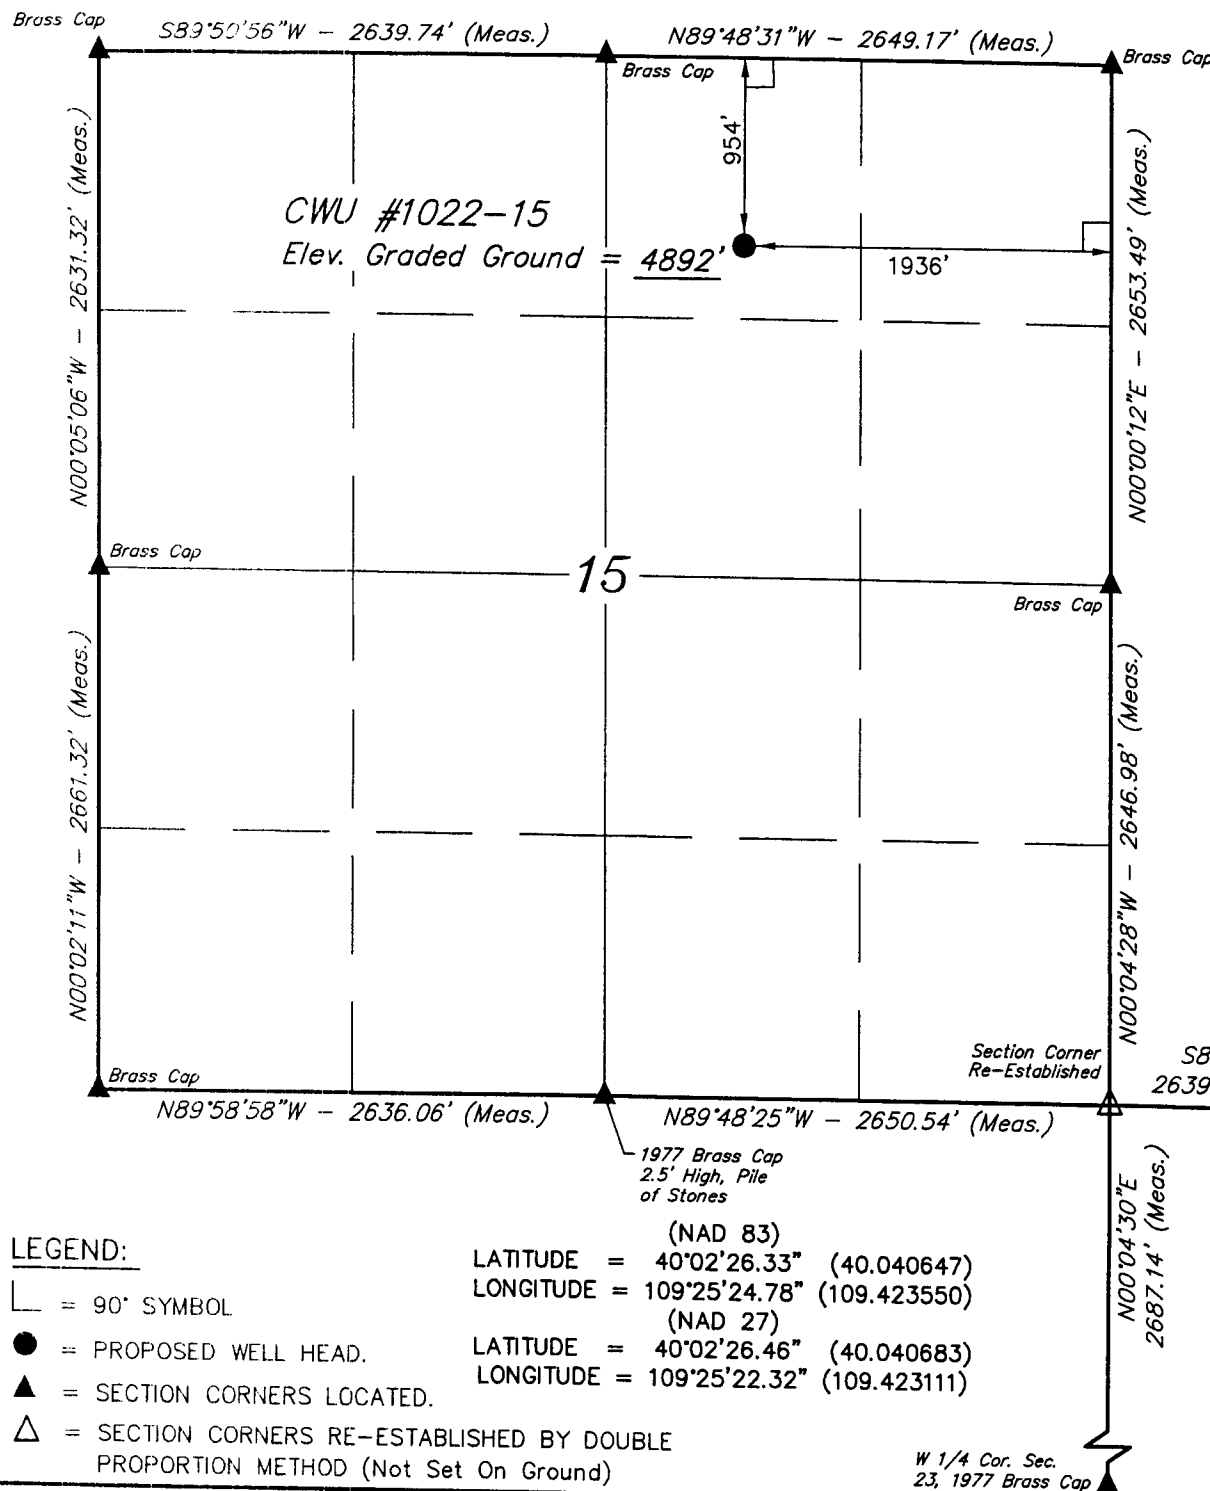 Brass Cap
S89°50'56"W - 2639.74' (Meas.)
N89°48'31"W - 2649.17' (Meas.)
Brass Cap
Brass Cap
954'
CWU #1022-15
Elev. Graded Ground = 4892'
1936'
N00°05'06"W - 2631.32' (Meas.)
N00°00'12"E - 2653.49' (Meas.)
Brass Cap
15
Brass Cap
N00°02'11"W - 2661.32' (Meas.)
N00°04'28"W - 2646.98' (Meas.)
Section Corner
Re-Established
S8
2639
Brass Cap
N89°58'58"W - 2636.06' (Meas.)
N89°48'25"W - 2650.54' (Meas.)
1977 Brass Cap
2.5' High, Pile
of Stones
N00°04'30"E
2687.14' (Meas.)
(NAD 83)
LATITUDE = 40°02'26.33" (40.040647)
LONGITUDE = 109°25'24.78" (109.423550)
(NAD 27)
LATITUDE = 40°02'26.46" (40.040683)
LONGITUDE = 109°25'22.32" (109.423111)
LEGEND:
= 90° SYMBOL
= PROPOSED WELL HEAD.
= SECTION CORNERS LOCATED.
= SECTION CORNERS RE-ESTABLISHED BY DOUBLE
PROPORTION METHOD (Not Set On Ground)
W 1/4 Cor. Sec.
23, 1977 Brass Cap